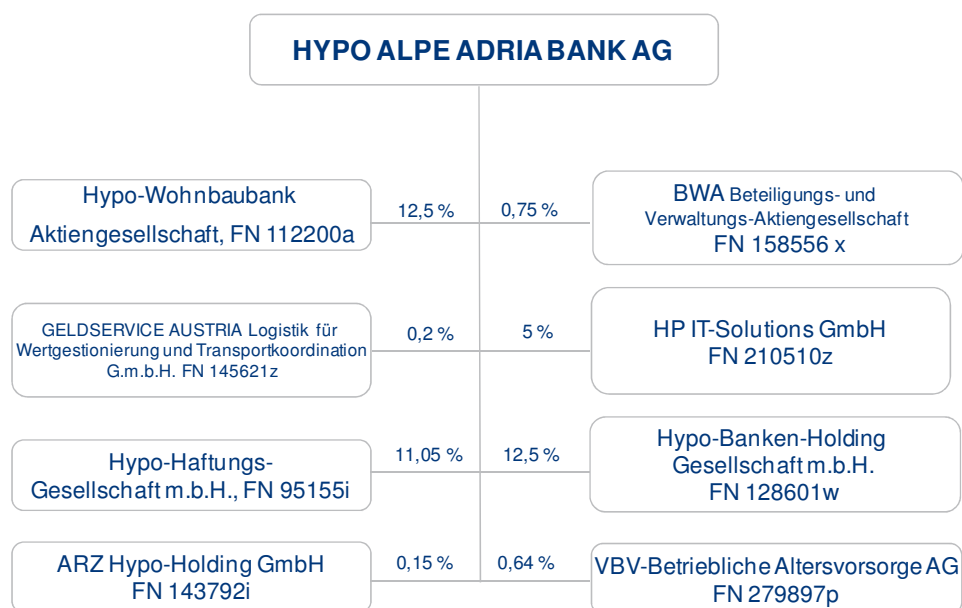 HYPO ALPE ADRIA BANK AG
Hypo-Wohnbaubank
Aktiengesellschaft, FN 112200a
12,5 %
0,75 %
BWA Beteiligungs- und
Verwaltungs-Aktiengesellschaft
FN 158556 x
GELDSERVICE AUSTRIA Logistik für
Wertgestionierung und Transportkoordination
G.m.b.H. FN 145621z
0,2 %
5 %
HP IT-Solutions GmbH
FN 210510z
Hypo-Haftungs-
Gesellschaft m.b.H., FN 95155i
11,05 %
12,5 %
Hypo-Banken-Holding
Gesellschaft m.b.H.
FN 128601w
ARZ Hypo-Holding GmbH
FN 143792i
0,15 %
0,64 %
VBV-Betriebliche Altersvorsorge AG
FN 279897p